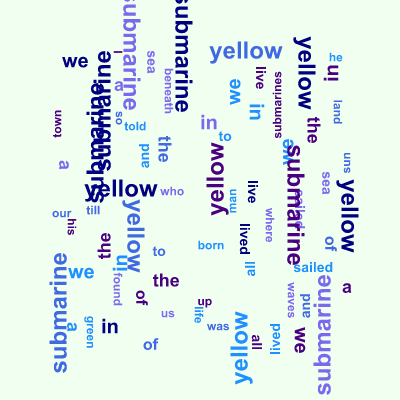 submarine
submarine
I
sea
we
yellow
yellow
he
in
live
submarines
beneath
a
submarine
submarine
we
in
land
so
told
in
the
town
to
and
the
we
a
yellow
submarine
sun
sea
yellow
who
man
live
sailed
yellow
our
till
his
yellow
where
lived
of
the
born
to
in
we
submarine
all
sailed
found
the
of
a
submarine
waves
and
up
life
us
a
green
in
was
yellow
all
lived
we
of